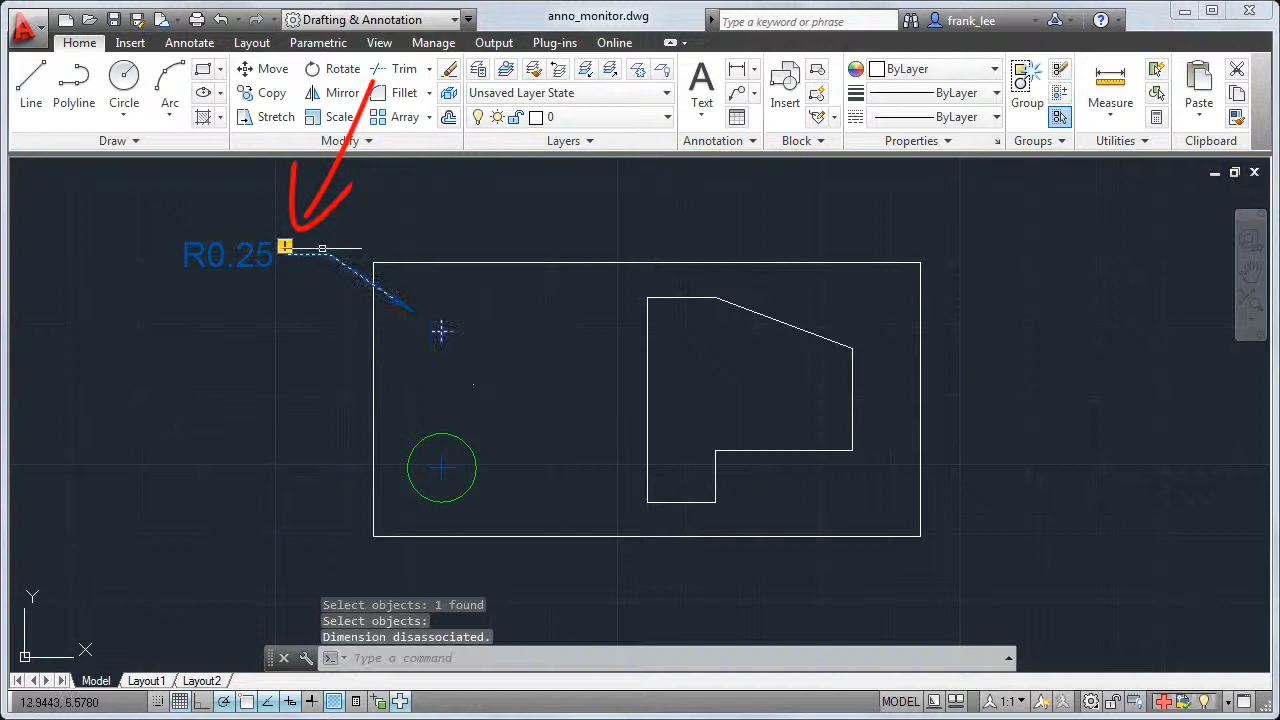 Drafting & Annotation
anno_monitor.dwg
Type a keyword or phrase
frank_lee
?
Home Insert Annotate Layout Parametric View Manage Output Plug-ins Online
Line Polyline Circle Arc
Move Rotate Trim
Copy Mirror Fillet
Stretch Scale Array
Unsaved Layer State
0
A
Text
Insert
ByLayer
ByLayer
ByLayer
Group
Measure
Paste
Draw Modify Layers Annotation Block Properties Groups Utilities Clipboard
R0.25
!
Y
X
Select objects: 1 found
Select objects:
Dimension disassociated.
Type a command
Model Layout1 Layout2
12.9443, 6.5780
MODEL
1:1